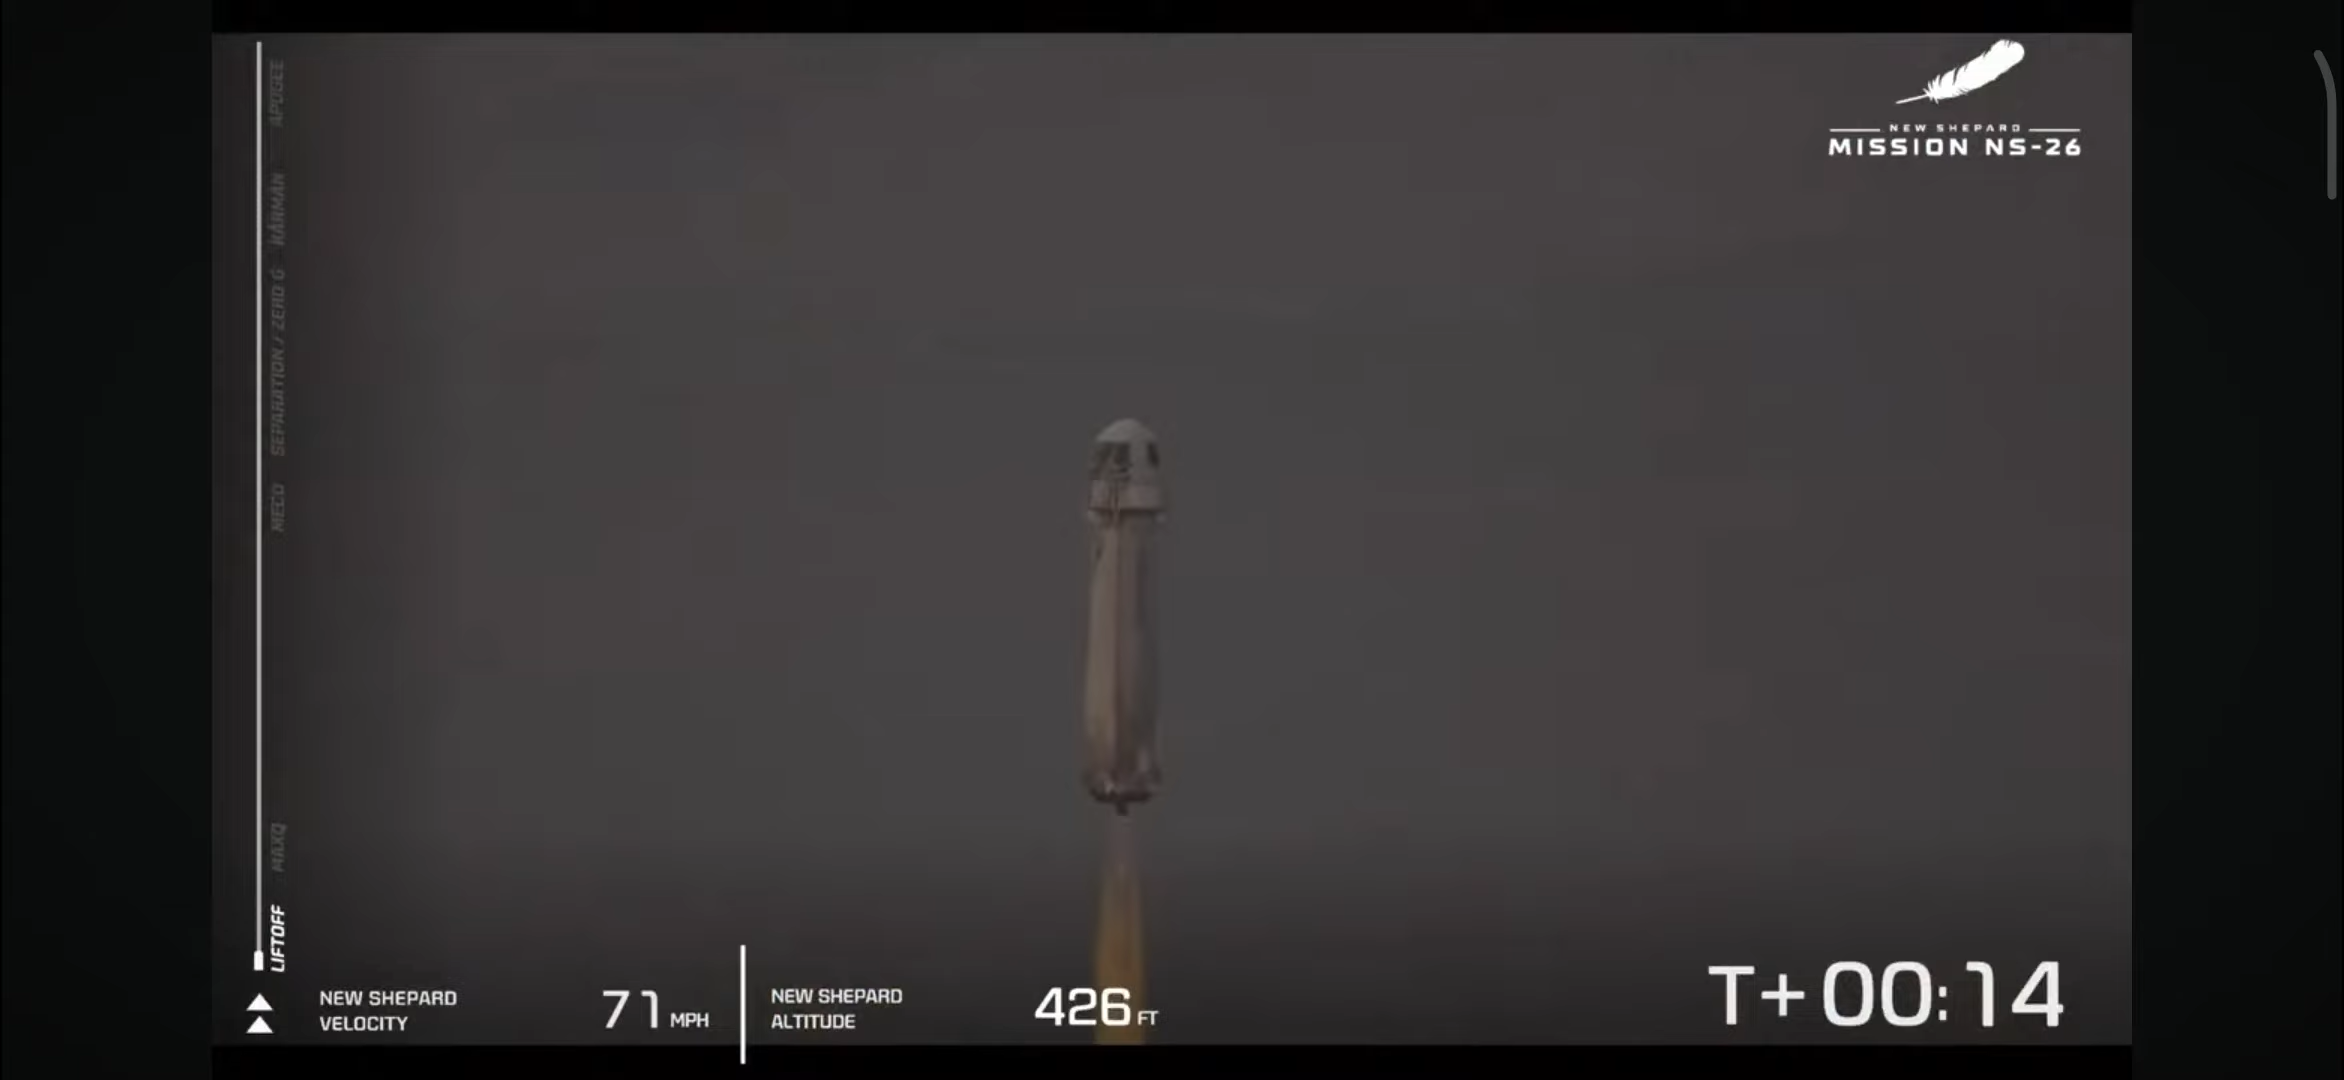 NEW SHEPARD
MISSION NS-26
APOGEE
KÁRMÁN
SEPARATION / ZERO G
MECO
MAXQ
LIFTOFF
NEW SHEPARD
VELOCITY
71 MPH
NEW SHEPARD
ALTITUDE
426 FT
T+00:14